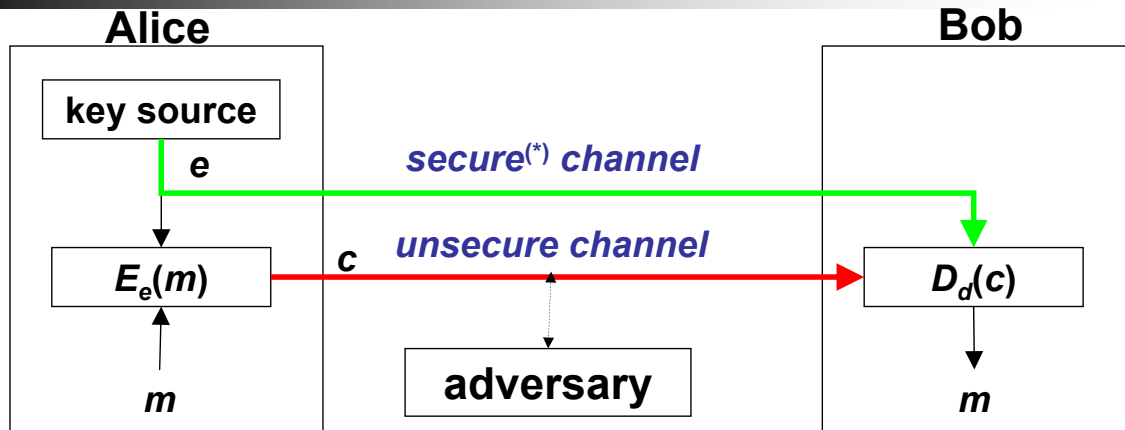 Alice
Bob
key source
e
secure(*) channel
unsecure channel
c
Ee(m)
Dd(c)
adversary
m
m